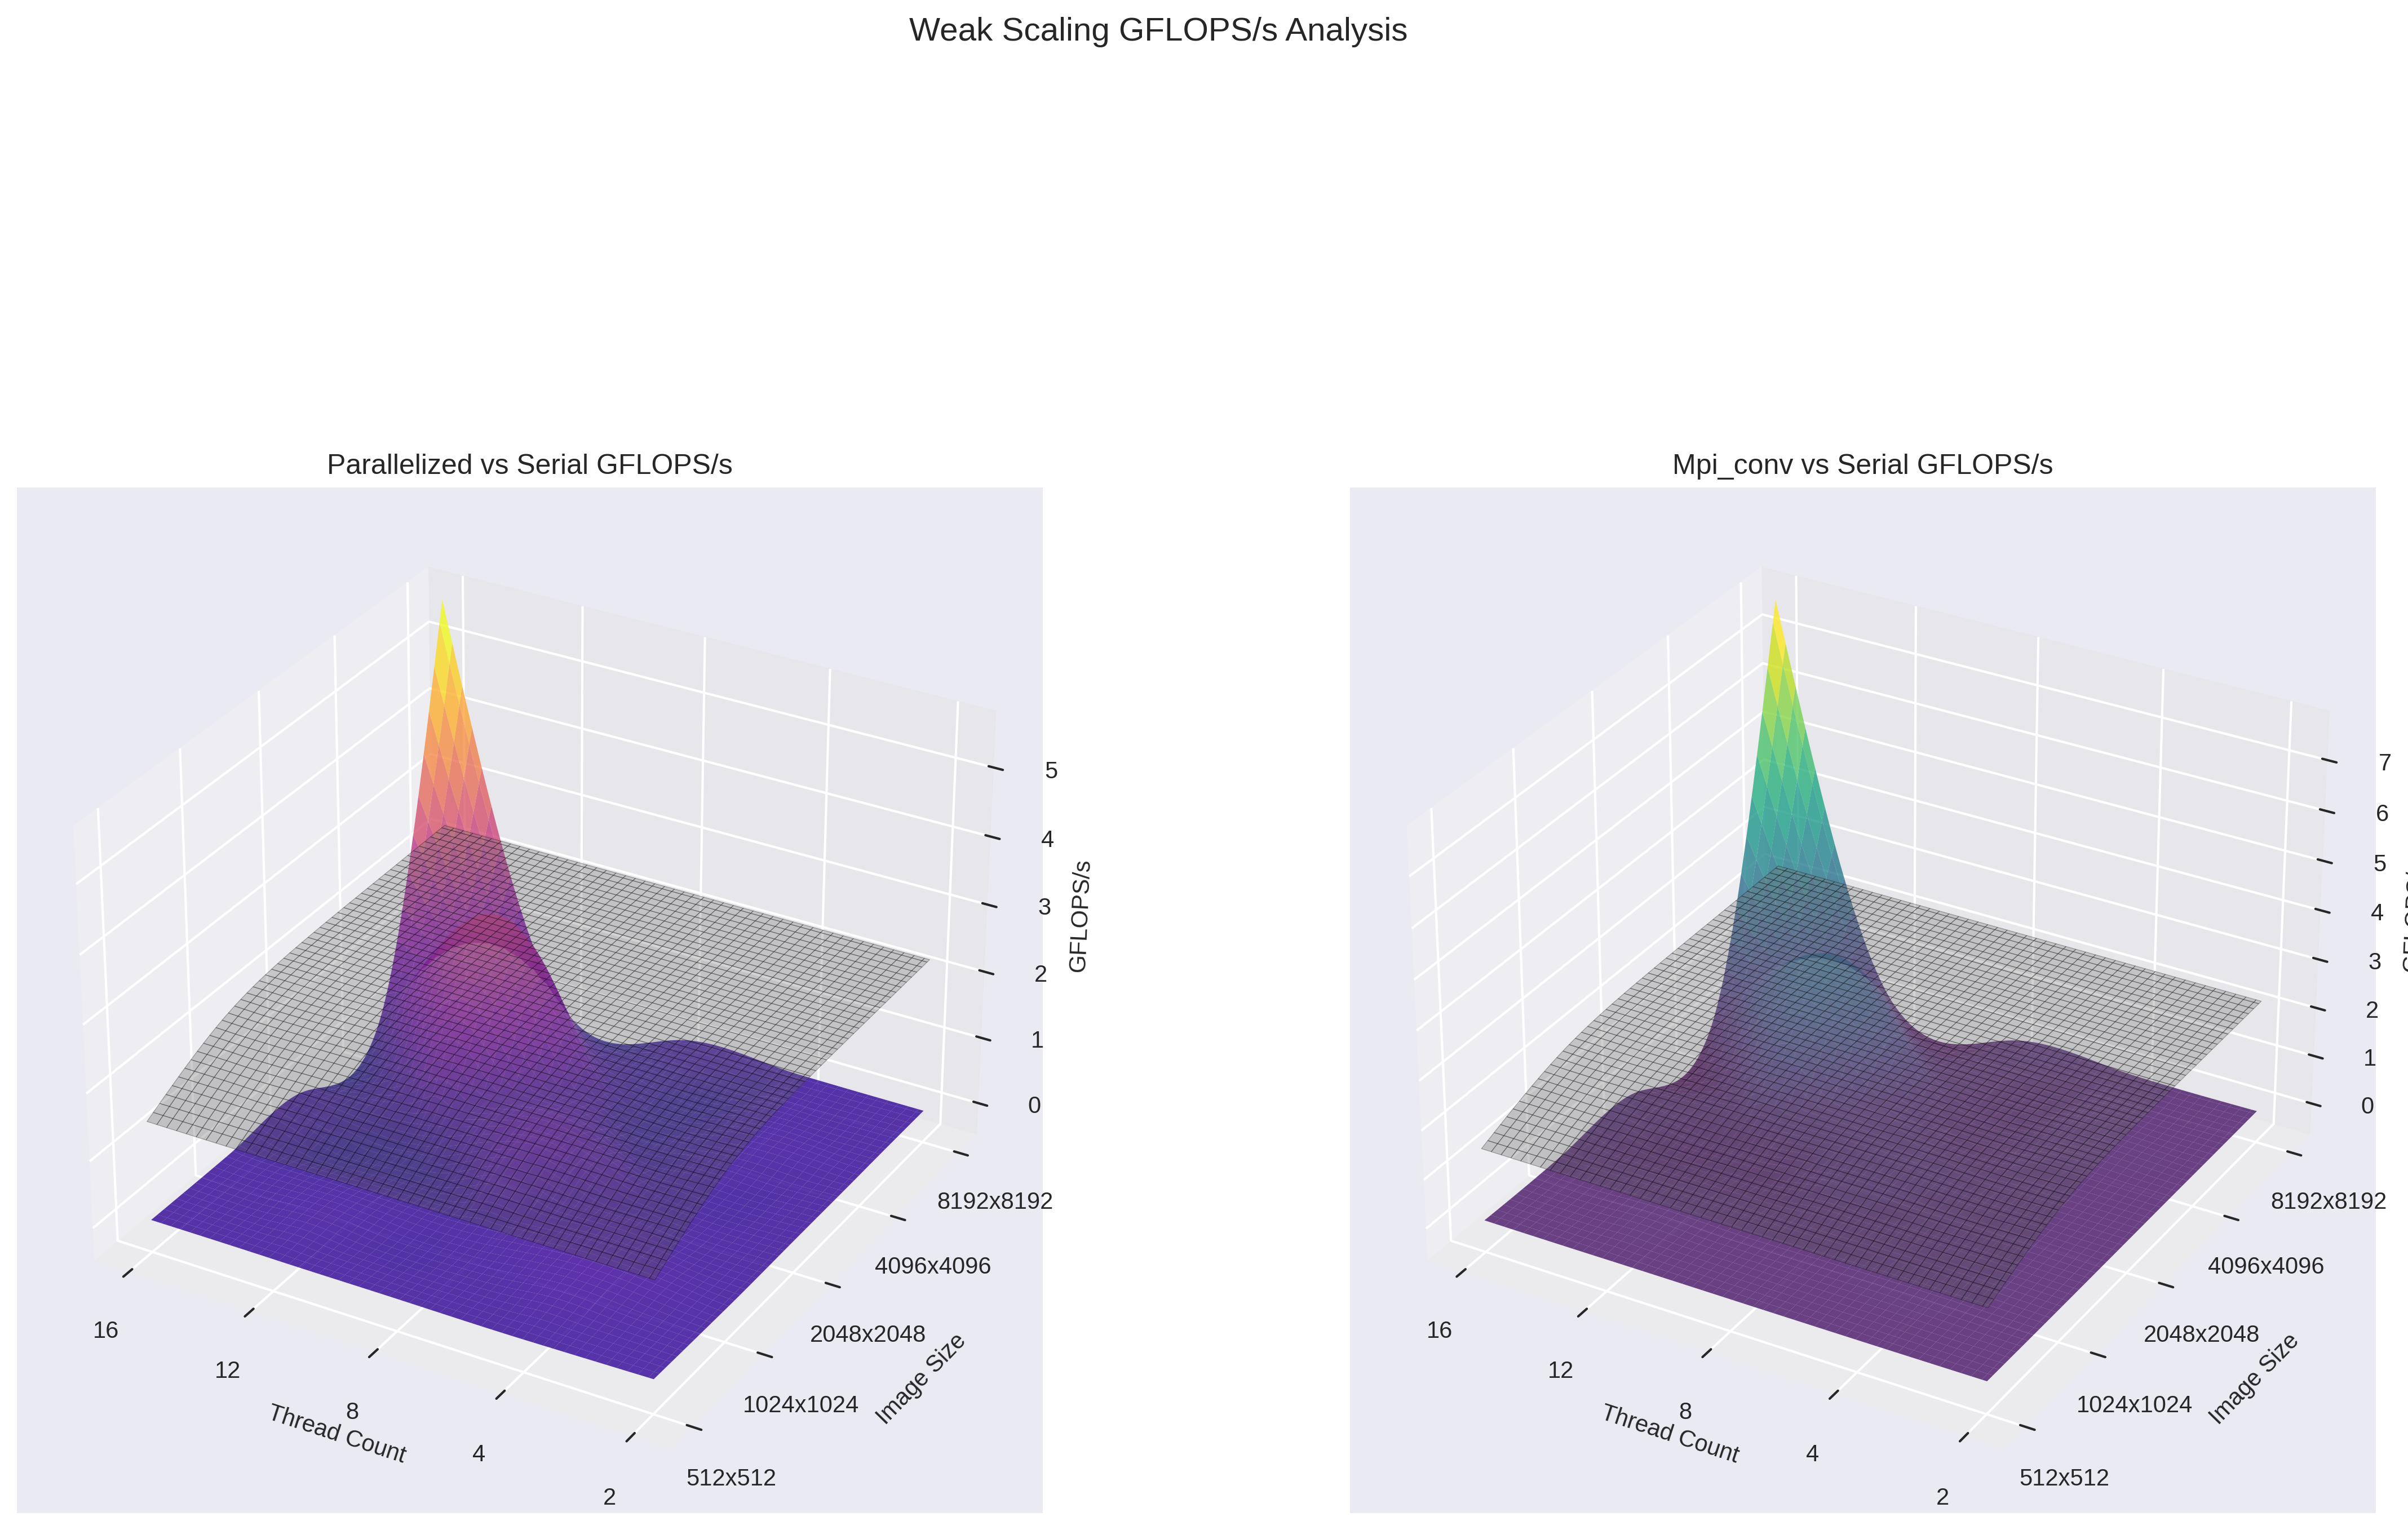 Weak Scaling GFLOPS/s Analysis
Parallelized vs Serial GFLOPS/s
5
4
3
2
1
0
GFLOPS/s
8192x8192
4096x4096
2048x2048
1024x1024
512x512
Image Size
16
12
8
4
2
Thread Count
Mpi_conv vs Serial GFLOPS/s
7
6
5
4
3
2
1
0
8192x8192
4096x4096
2048x2048
1024x1024
512x512
Image Size
16
12
8
4
2
Thread Count